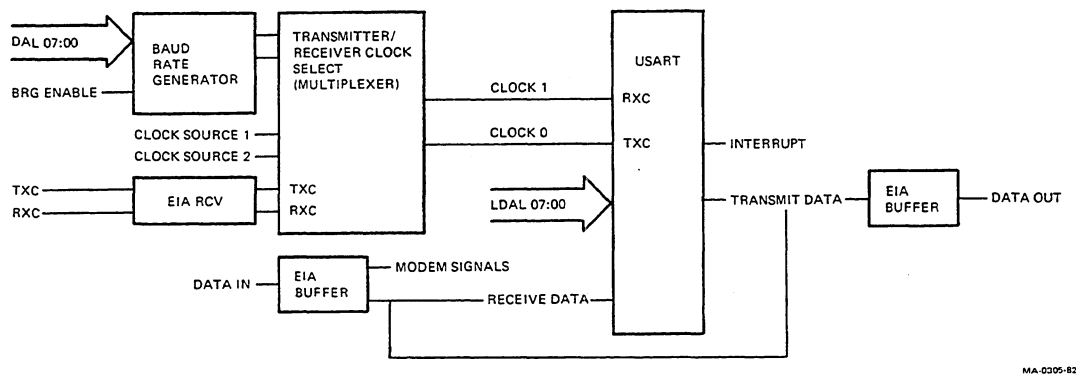 DAL 07:00
BAUD
RATE
GENERATOR
BRG ENABLE
TRANSMITTER/
RECEIVER CLOCK
SELECT
(MULTIPLEXER)
CLOCK SOURCE 1
CLOCK SOURCE 2
TXC
RXC
EIA RCV
TXC
RXC
CLOCK 1
CLOCK 0
USART
RXC
TXC
LDAL 07:00
INTERRUPT
TRANSMIT DATA
EIA
BUFFER
DATA OUT
DATA IN
EIA
BUFFER
MODEM SIGNALS
RECEIVE DATA
MA-0305-82